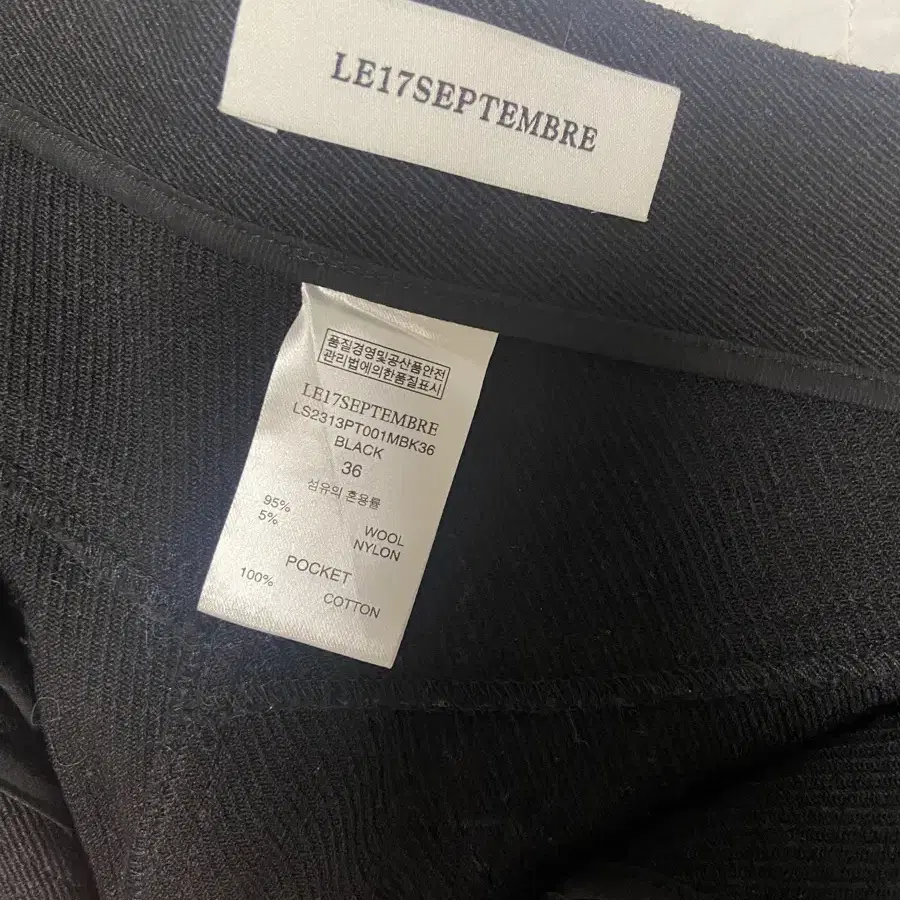 LE17SEPTEMBRE
품질경영및공산품안전
관리법에의한품질표시
LE17SEPTEMBRE
LS2313PT001MBK36
BLACK
36
섬유의 혼용률
95% WOOL
5% NYLON
POCKET
100% COTTON